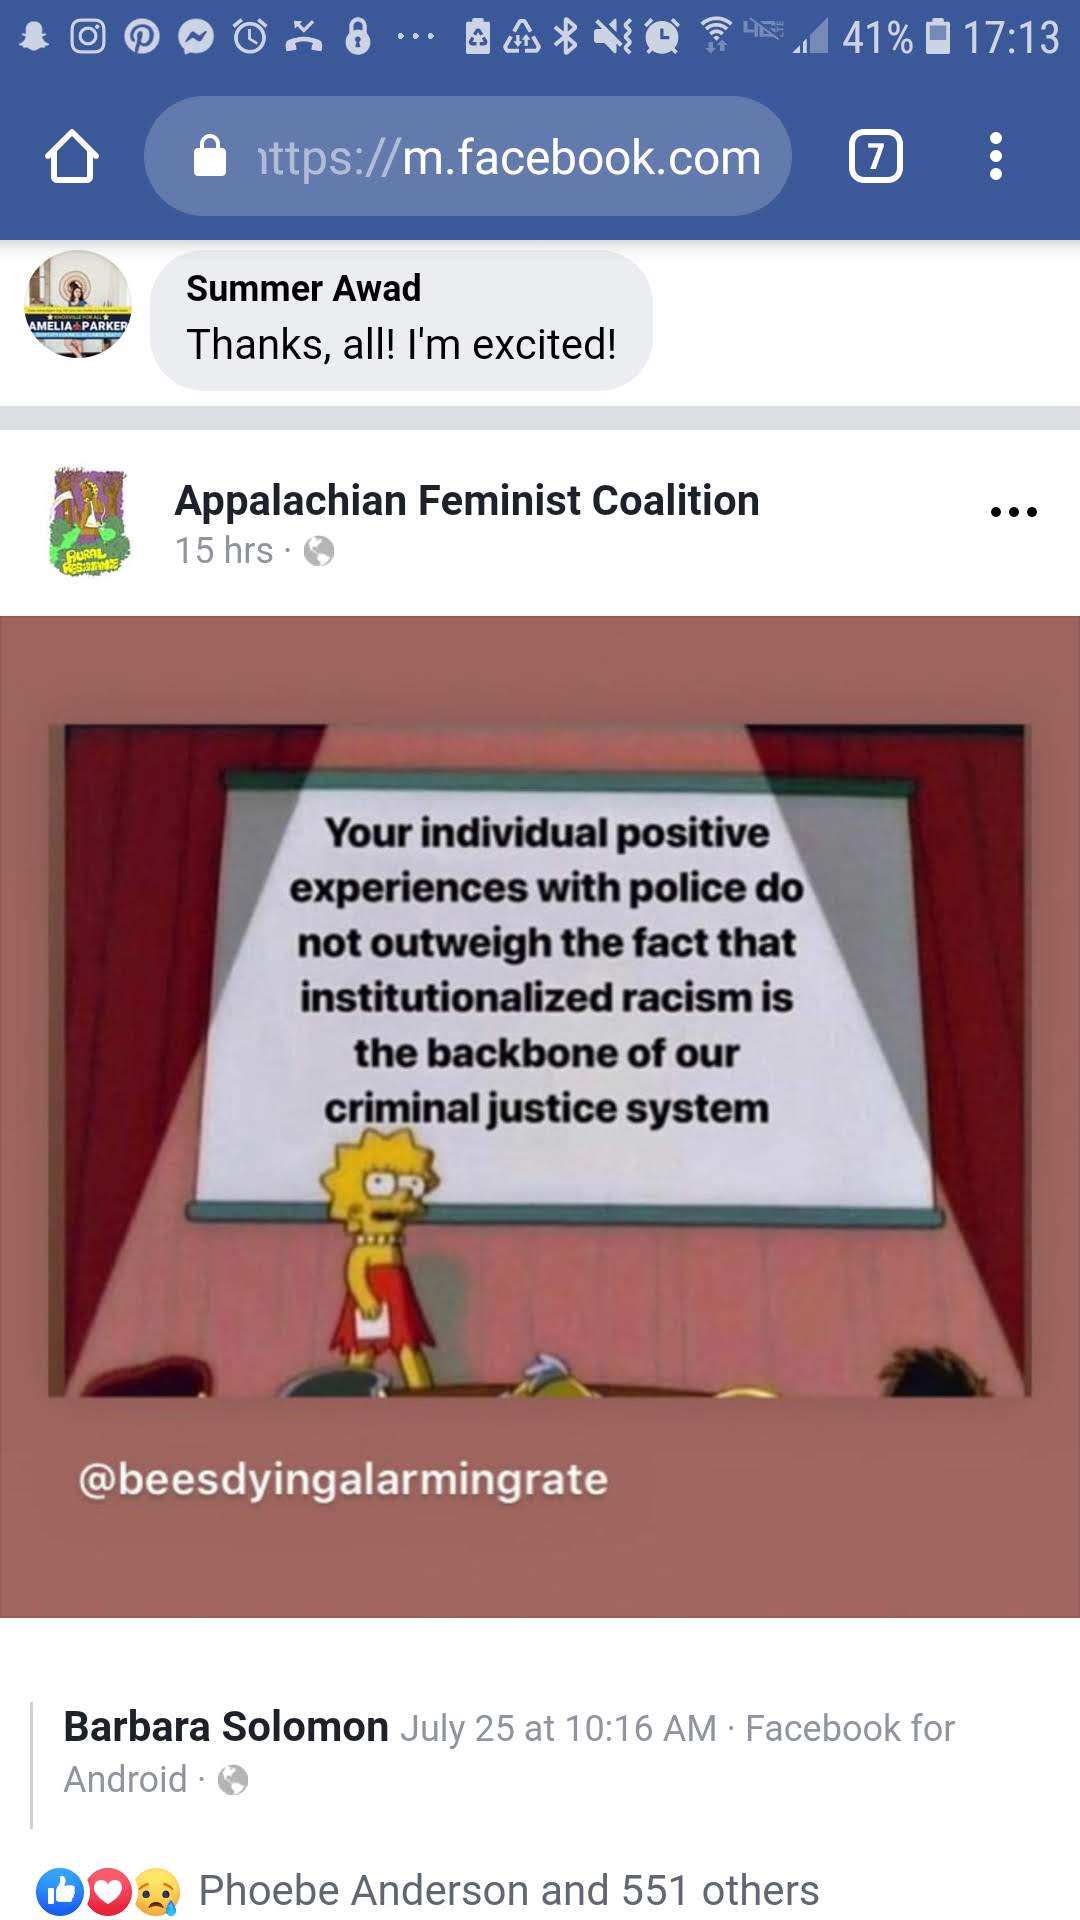 41% 17:13
ttps://m.facebook.com
7
Summer Awad
Thanks, all! I'm excited!
AMELIA PARKER
Appalachian Feminist Coalition
15 hrs ·
RURAL
RESISTANCE
Your individual positive
experiences with police do
not outweigh the fact that
institutionalized racism is
the backbone of our
criminal justice system
@beesdyingalarmingrate
Barbara Solomon July 25 at 10:16 AM · Facebook for
Android ·
Phoebe Anderson and 551 others